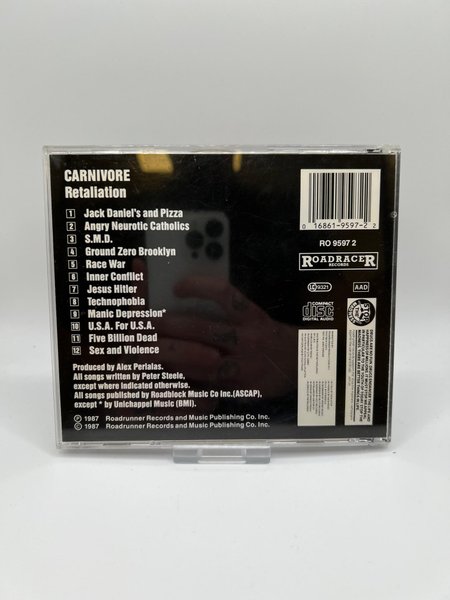 CARNIVORE
Retaliation
1 Jack Daniel's and Pizza
2 Angry Neurotic Catholics
3 S.M.D.
4 Ground Zero Brooklyn
5 Race War
6 Inner Conflict
7 Jesus Hitler
8 Technophobia
9 Manic Depression*
10 U.S.A. For U.S.A.
11 Five Billion Dead
12 Sex and Violence
Produced by Alex Perialas.
All songs written by Peter Steele,
except where indicated otherwise.
All songs published by Roadblock Music Co Inc.(ASCAP),
except * by Unichappel Music (BMI).
℗ 1987 Roadrunner Records and Music Publishing Co. Inc.
© 1987 Roadrunner Records and Music Publishing Co. Inc.
0 16861-9597-2 2
RO 9597 2
ROADRACER
RECORDS
LC 9321
AAD
COMPACT
disc
DIGITAL AUDIO